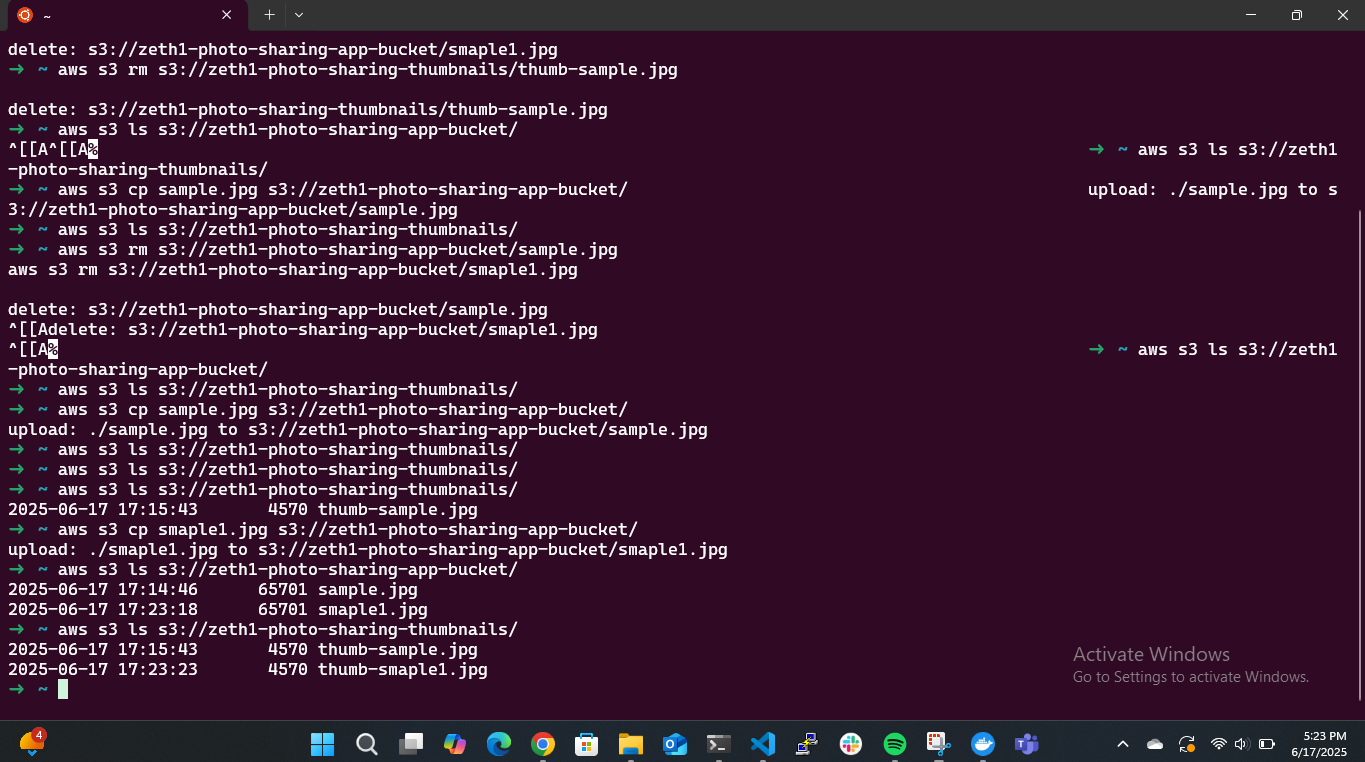 ~
delete: s3://zeth1-photo-sharing-app-bucket/smaple1.jpg
→ ~ aws s3 rm s3://zeth1-photo-sharing-thumbnails/thumb-sample.jpg
delete: s3://zeth1-photo-sharing-thumbnails/thumb-sample.jpg
→ ~ aws s3 ls s3://zeth1-photo-sharing-app-bucket/
^[[A^[[A% → ~ aws s3 ls s3://zeth1
-photo-sharing-thumbnails/
→ ~ aws s3 cp sample.jpg s3://zeth1-photo-sharing-app-bucket/ upload: ./sample.jpg to s
3://zeth1-photo-sharing-app-bucket/sample.jpg
→ ~ aws s3 ls s3://zeth1-photo-sharing-thumbnails/
→ ~ aws s3 rm s3://zeth1-photo-sharing-app-bucket/sample.jpg
aws s3 rm s3://zeth1-photo-sharing-app-bucket/smaple1.jpg
delete: s3://zeth1-photo-sharing-app-bucket/sample.jpg
^[[Adelete: s3://zeth1-photo-sharing-app-bucket/smaple1.jpg
^[[A% → ~ aws s3 ls s3://zeth1
-photo-sharing-app-bucket/
→ ~ aws s3 ls s3://zeth1-photo-sharing-thumbnails/
→ ~ aws s3 cp sample.jpg s3://zeth1-photo-sharing-app-bucket/
upload: ./sample.jpg to s3://zeth1-photo-sharing-app-bucket/sample.jpg
→ ~ aws s3 ls s3://zeth1-photo-sharing-thumbnails/
→ ~ aws s3 ls s3://zeth1-photo-sharing-thumbnails/
→ ~ aws s3 ls s3://zeth1-photo-sharing-thumbnails/
2025-06-17 17:15:43 4570 thumb-sample.jpg
→ ~ aws s3 cp smaple1.jpg s3://zeth1-photo-sharing-app-bucket/
upload: ./smaple1.jpg to s3://zeth1-photo-sharing-app-bucket/smaple1.jpg
→ ~ aws s3 ls s3://zeth1-photo-sharing-app-bucket/
2025-06-17 17:14:46 65701 sample.jpg
2025-06-17 17:23:18 65701 smaple1.jpg
→ ~ aws s3 ls s3://zeth1-photo-sharing-thumbnails/
2025-06-17 17:15:43 4570 thumb-sample.jpg
2025-06-17 17:23:23 4570 thumb-smaple1.jpg
→ ~
Activate Windows
Go to Settings to activate Windows.
4
5:23 PM
6/17/2025